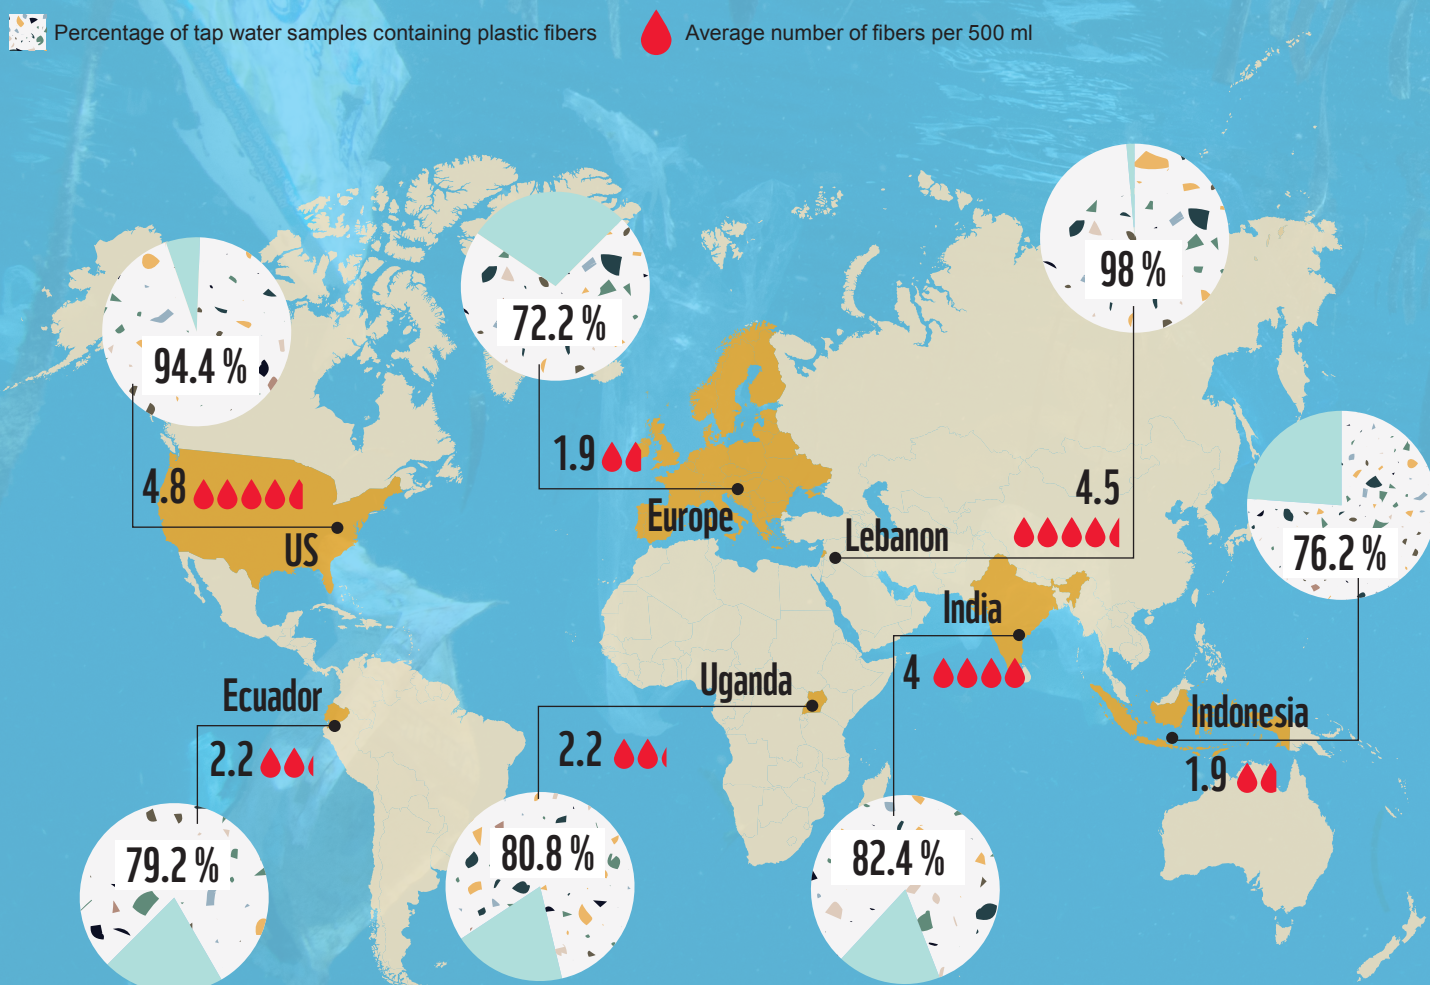 Percentage of tap water samples containing plastic fibers
Average number of fibers per 500 ml
98 %
72.2 %
94.4 %
1.9
4.8
4.5
Europe
Lebanon
US
76.2 %
India
4
Uganda
Ecuador
Indonesia
2.2
2.2
1.9
79.2 %
80.8 %
82.4 %